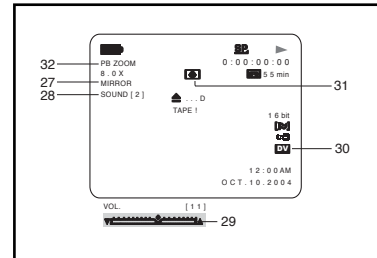 SP
32 PB ZOOM 0:00:00:00
8.0X 55 min
27 MIRROR 31
28 SOUND [2]
... D
TAPE !
16 bit
DV 30
12:00AM
OCT.10.2004
VOL. [11]
29